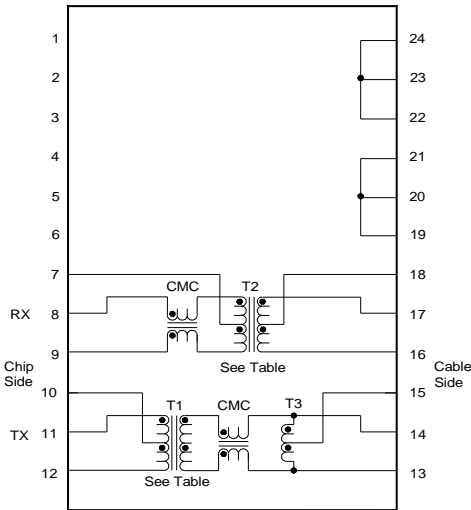 1 24
2 23
3 22
4 21
5 20
6 19
7 CMC T2 18
RX 8 17
9 16
See Table
Chip Side Cable Side
10 15
T1 CMC T3
TX 11 14
12 13
See Table